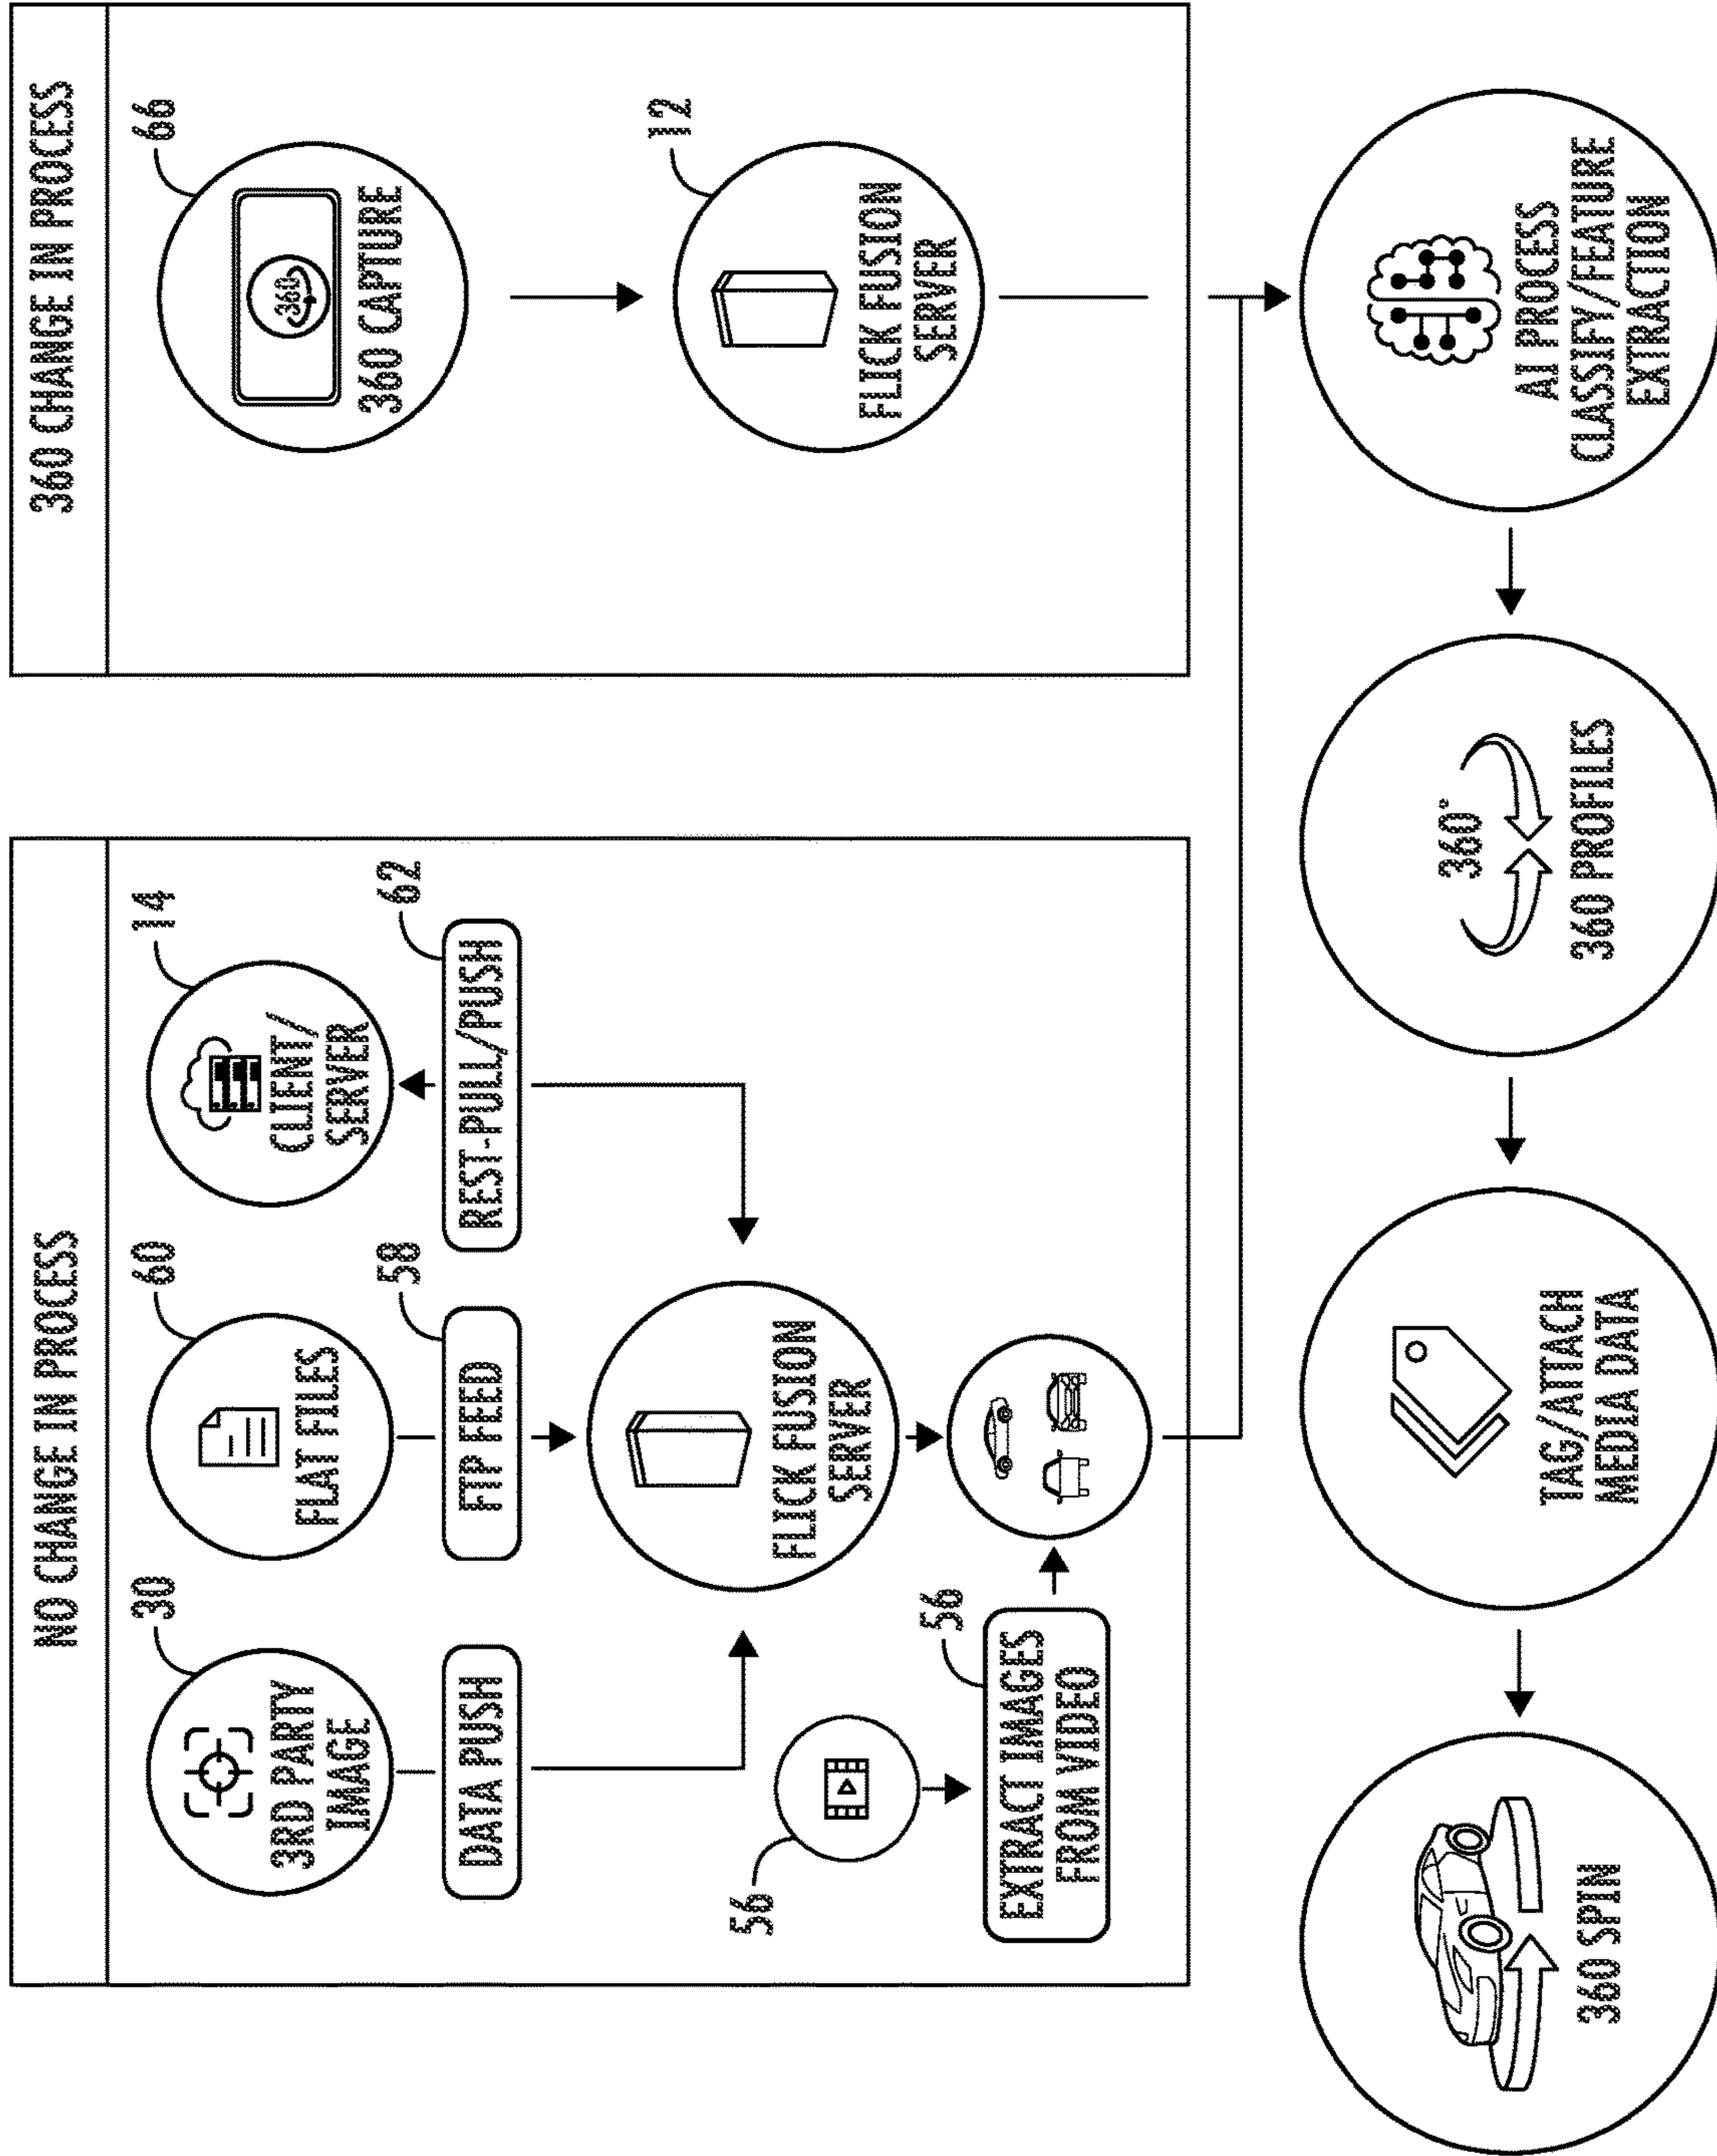 NO CHANGE IN PROCESS
30
3RD PARTY
IMAGE
60
FLAT FILES
14
CLIENT/
SERVER
DATA PUSH
58
FTP FEED
62
REST-PULL/PUSH
FLICK FUSION
SERVER
56
56
EXTRACT IMAGES
FROM VIDEO
360 CHANGE IN PROCESS
66
360
360 CAPTURE
12
FLICK FUSION
SERVER
AI PROCESS
CLASSIFY/FEATURE
EXTRACTION
360°
360 PROFILES
TAG/ATTACH
MEDIA DATA
360 SPIN